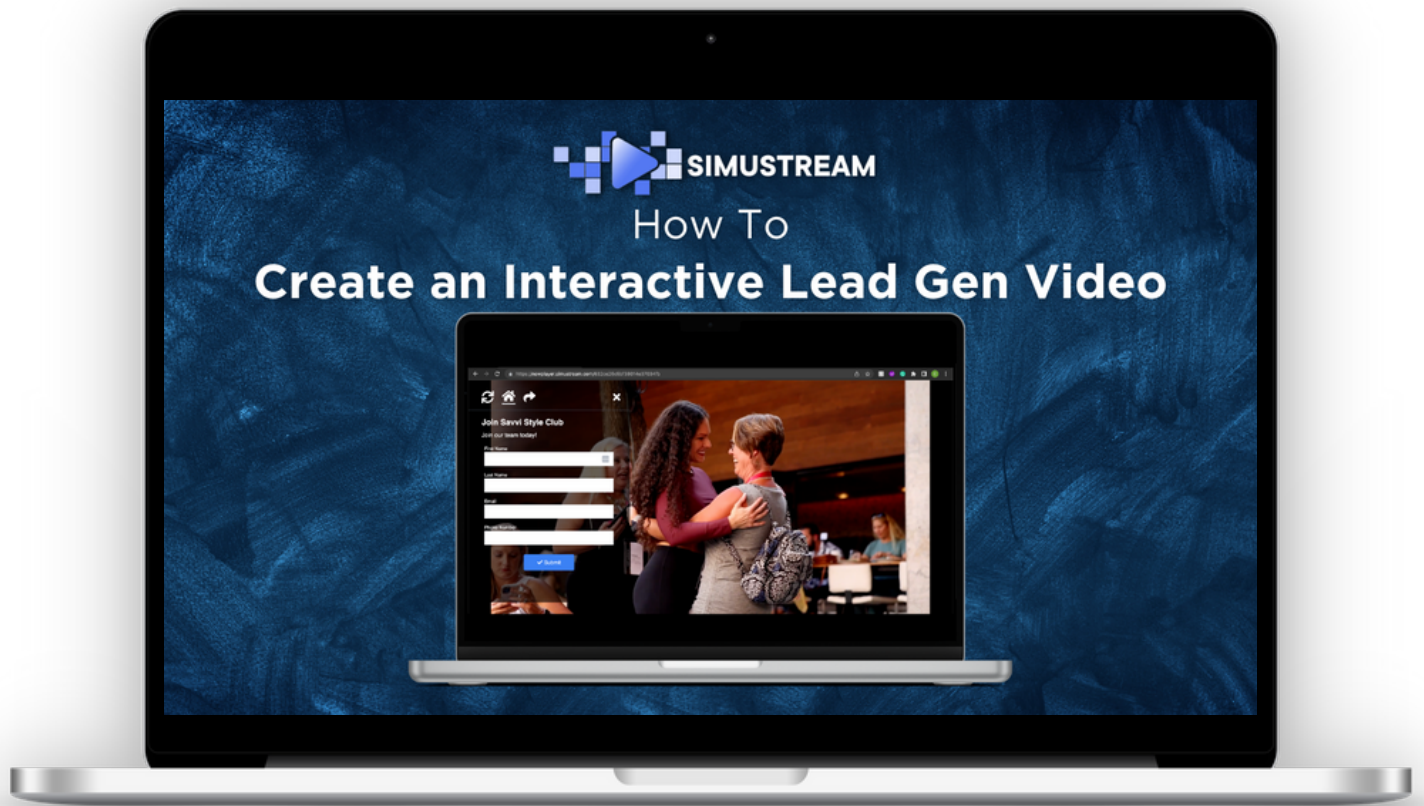 SIMUSTREAM
How To
Create an Interactive Lead Gen Video
Join Savvi Style Club
Join our team today!
First Name
Last Name
Email
Phone Number
Submit